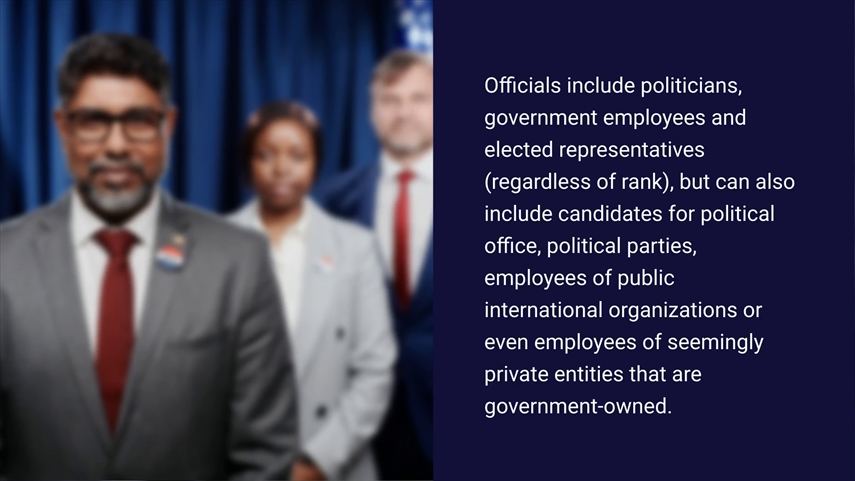 Officials include politicians,
government employees and
elected representatives
(regardless of rank), but can also
include candidates for political
office, political parties,
employees of public
international organizations or
even employees of seemingly
private entities that are
government-owned.